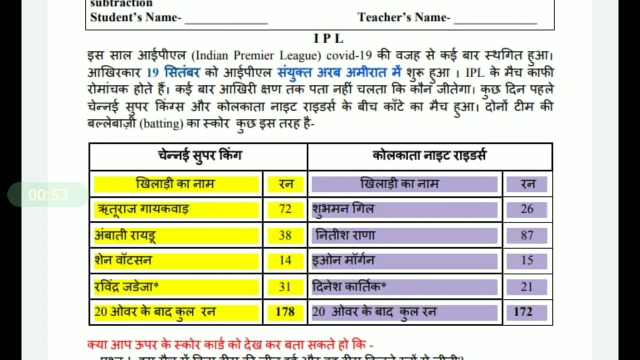 subtraction
Student's Name- ______________ Teacher's Name- ______________
I P L
इस साल आईपीएल (Indian Premier League) covid-19 की वजह से कई बार स्थगित हुआ।
आखिरकार 19 सितंबर को आईपीएल संयुक्त अरब अमीरात में शुरू हुआ । IPL के मैच काफी
रोमांचक होते हैं। कई बार आखिरी क्षण तक पता नहीं चलता कि कौन जीतेगा। कुछ दिन पहले
चेन्नई सुपर किंग्स और कोलकाता नाइट राइडर्स के बीच काँटे का मैच हुआ। दोनों टीम की
बल्लेबाज़ी (batting) का स्कोर कुछ इस तरह है-
चेन्नई सुपर किंग कोलकाता नाइट राइडर्स
खिलाड़ी का नाम रन खिलाड़ी का नाम रन
ऋतूराज गायकवाड़ 72 शुभमन गिल 26
00:53
अंबाती रायडू 38 नितीश राणा 87
शेन वॉटसन 14 इओन मॉर्गन 15
रविंद्र जडेजा* 31 दिनेश कार्तिक* 21
20 ओवर के बाद कुल रन 178 20 ओवर के बाद कुल रन 172
क्या आप ऊपर के स्कोर कार्ड को देख कर बता सकते हो कि -